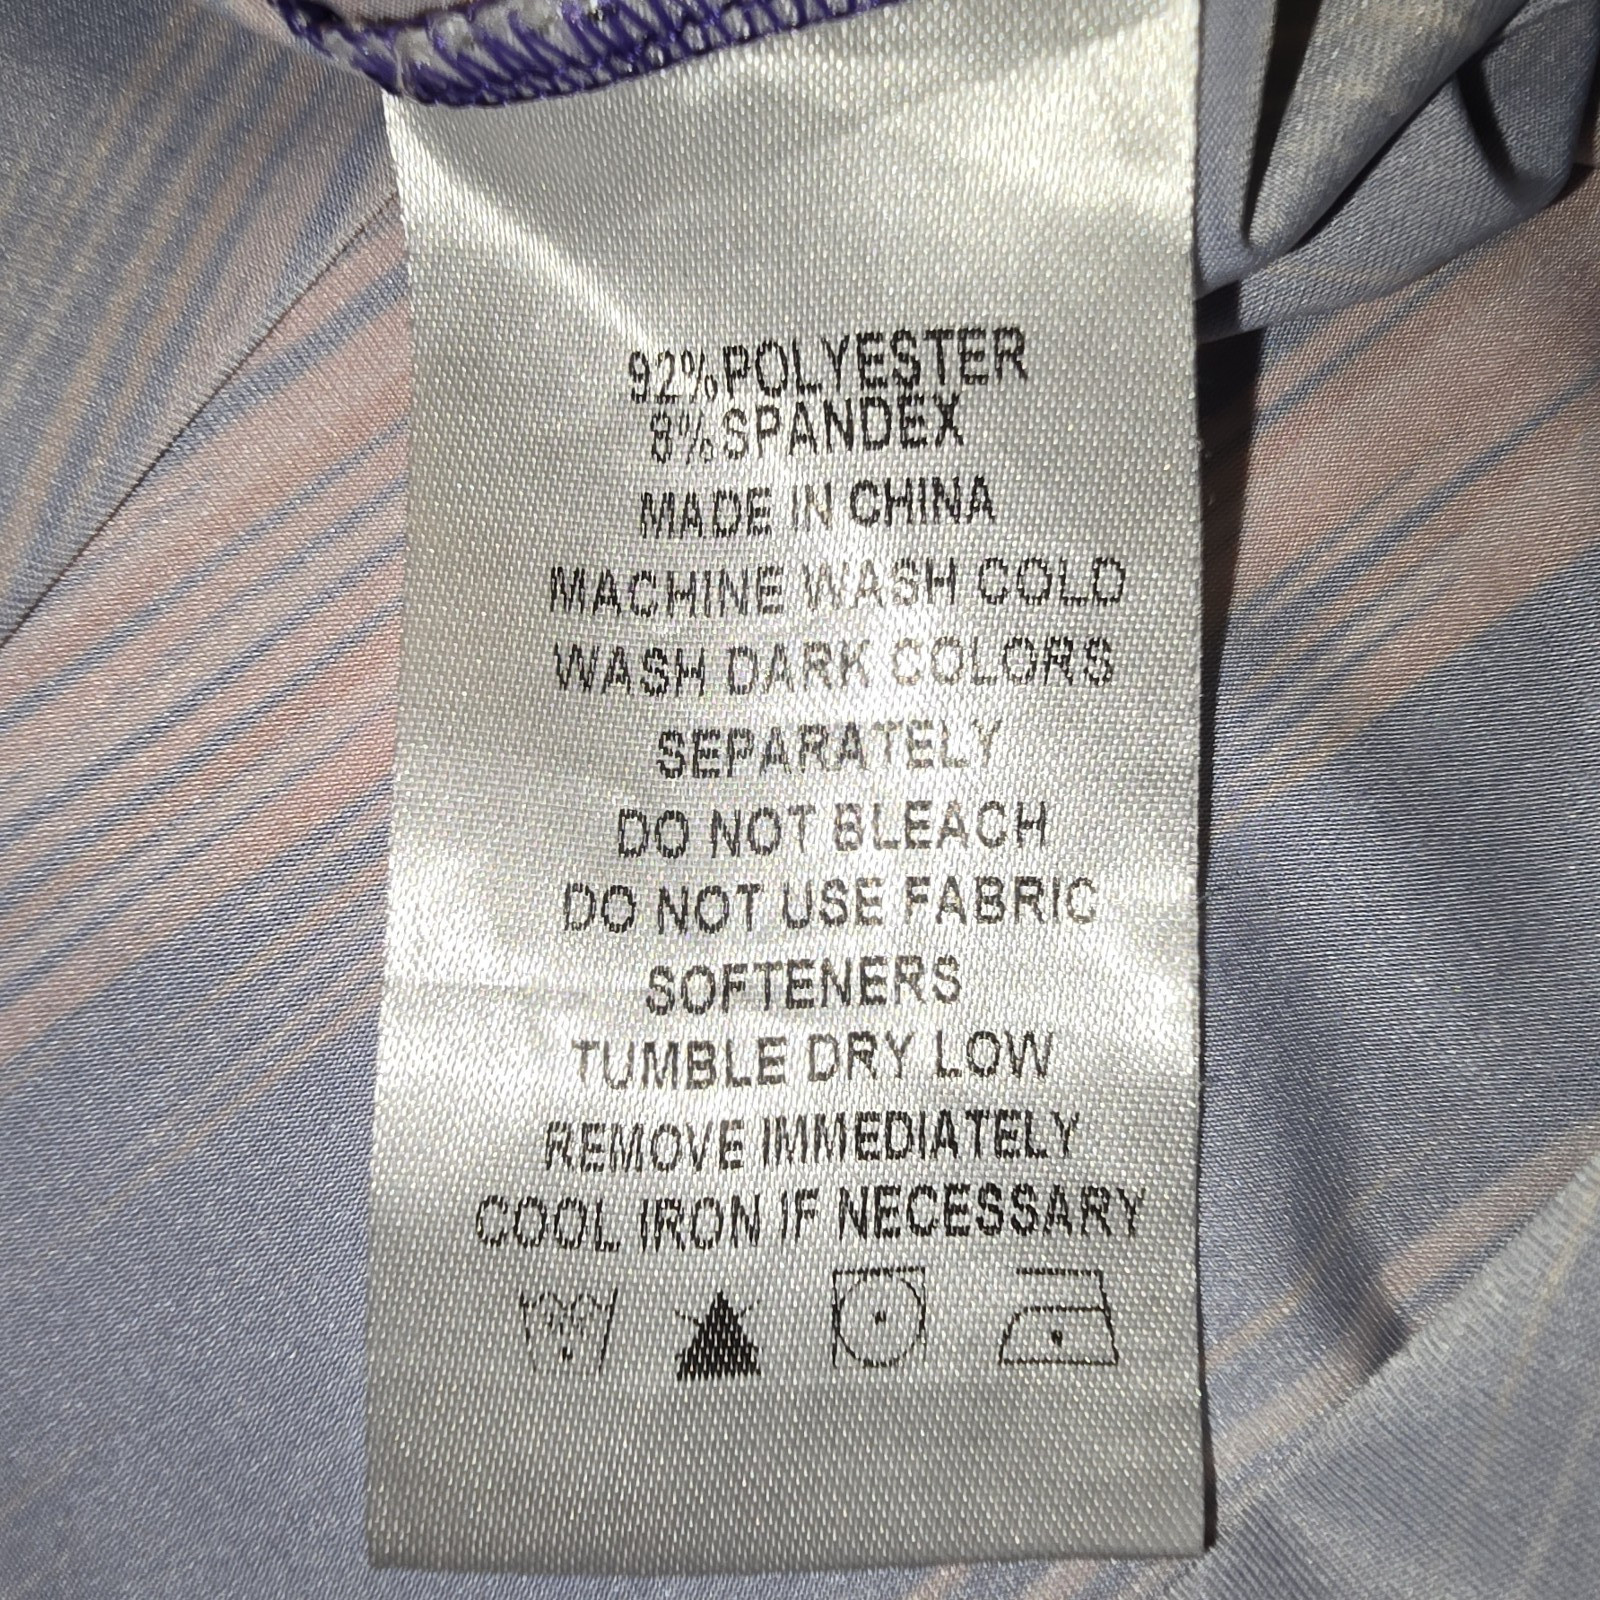 92%POLYESTER
8%SPANDEX
MADE IN CHINA
MACHINE WASH COLD
WASH DARK COLORS
SEPARATELY
DO NOT BLEACH
DO NOT USE FABRIC
SOFTENERS
TUMBLE DRY LOW
REMOVE IMMEDIATELY
COOL IRON IF NECESSARY